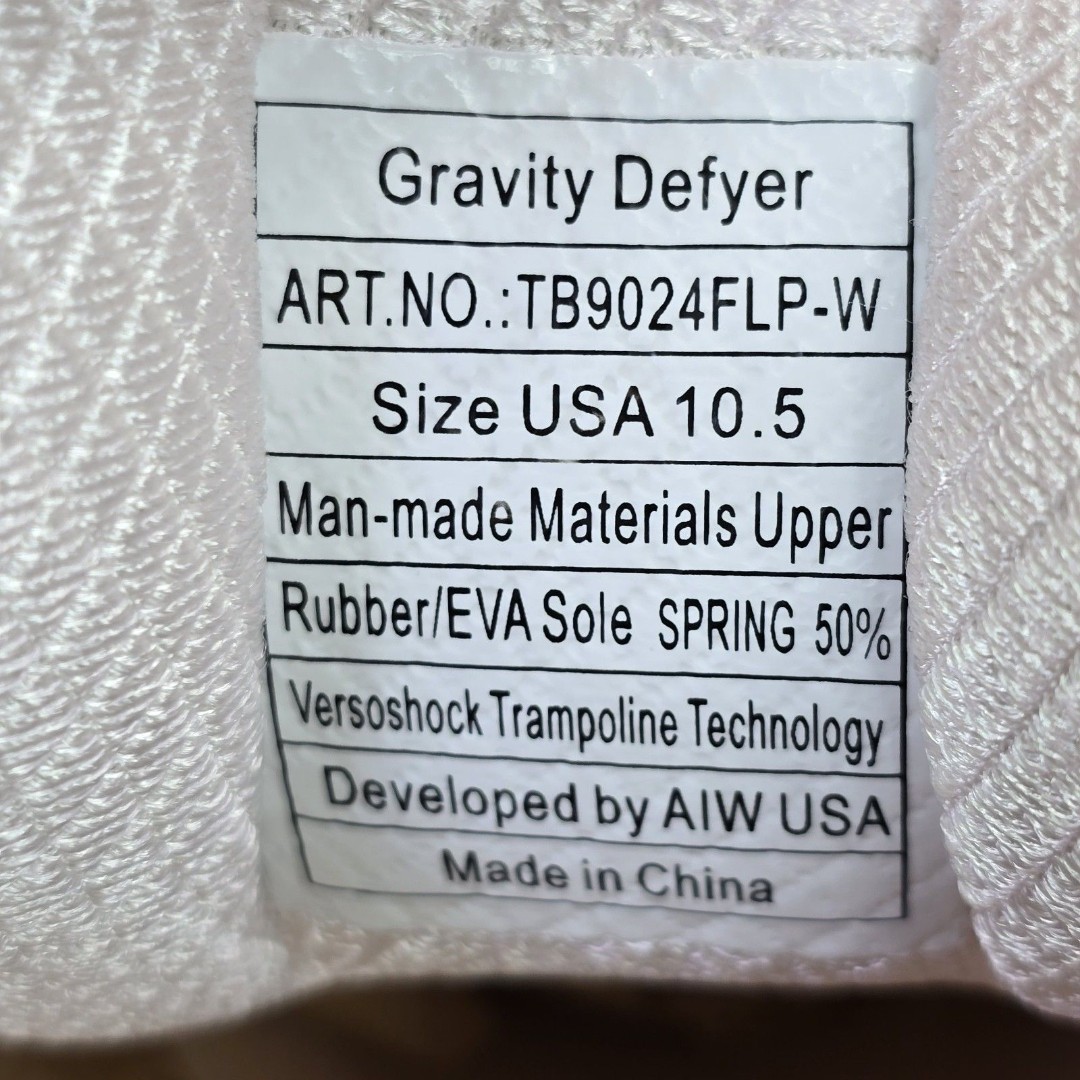 Gravity Defyer
ART.NO.:TB9024FLP-W
Size USA 10.5
Man-made Materials Upper
Rubber/EVA Sole SPRING 50%
Versoshock Trampoline Technology
Developed by AIW USA
Made in China